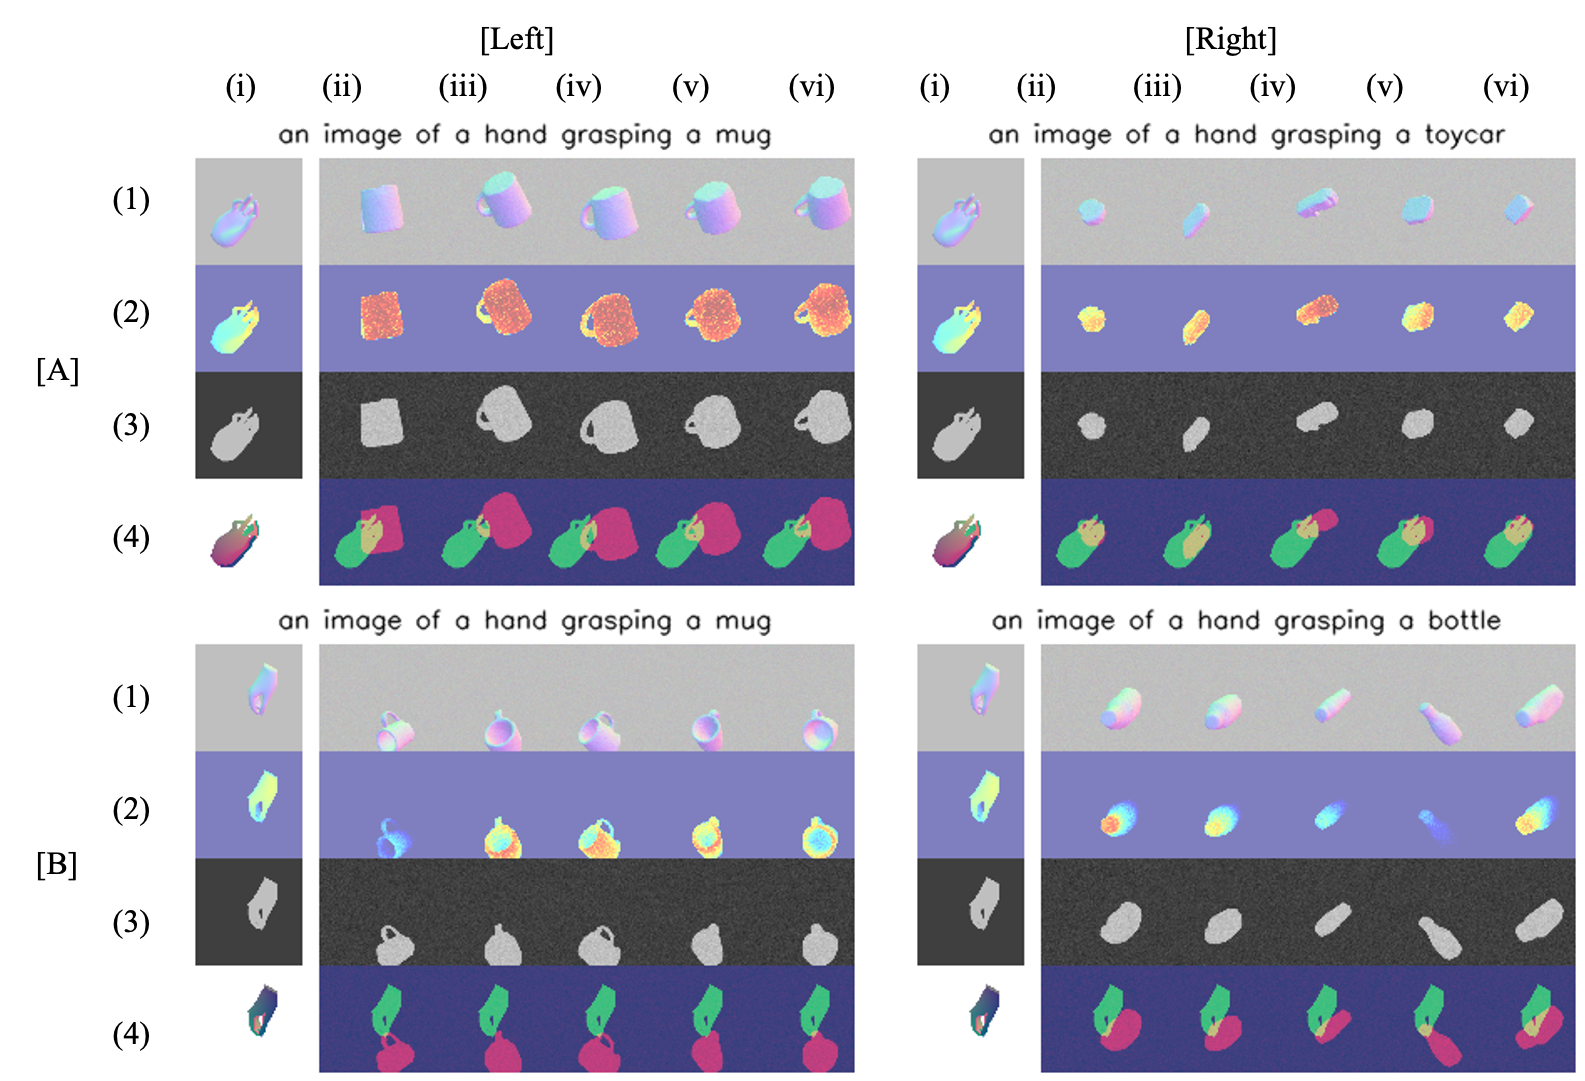 [Left] [Right]
(i) (ii) (iii) (iv) (v) (vi) (i) (ii) (iii) (iv) (v) (vi)
an image of a hand grasping a mug an image of a hand grasping a toycar
(1)
(2)
(3)
[A]
(4)
an image of a hand grasping a mug an image of a hand grasping a bottle
(1)
(2)
[B]
(3)
(4)